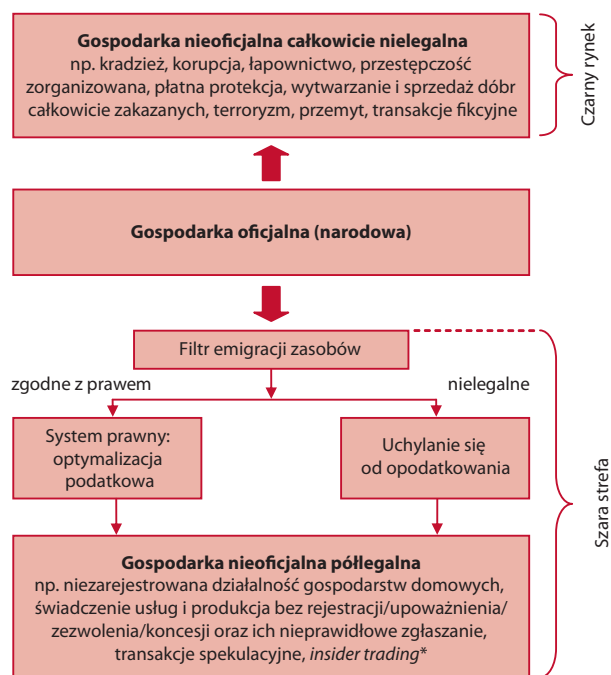 Gospodarka nieoficjalna całkowicie nielegalna
np. kradzież, korupcja, łapownictwo, przestępczość
zorganizowana, płatna protekcja, wytwarzanie i sprzedaż dóbr
całkowicie zakazanych, terroryzm, przemyt, transakcje fikcyjne
Czarny rynek
Gospodarka oficjalna (narodowa)
Filtr emigracji zasobów
zgodne z prawem
nielegalne
System prawny:
optymalizacja
podatkowa
Uchylanie się
od opodatkowania
Szara strefa
Gospodarka nieoficjalna półlegalna
np. niezarejestrowana działalność gospodarstw domowych,
świadczenie usług i produkcja bez rejestracji/upoważnienia/
zezwolenia/koncesji oraz ich nieprawidłowe zgłaszanie,
transakcje spekulacyjne, insider trading*